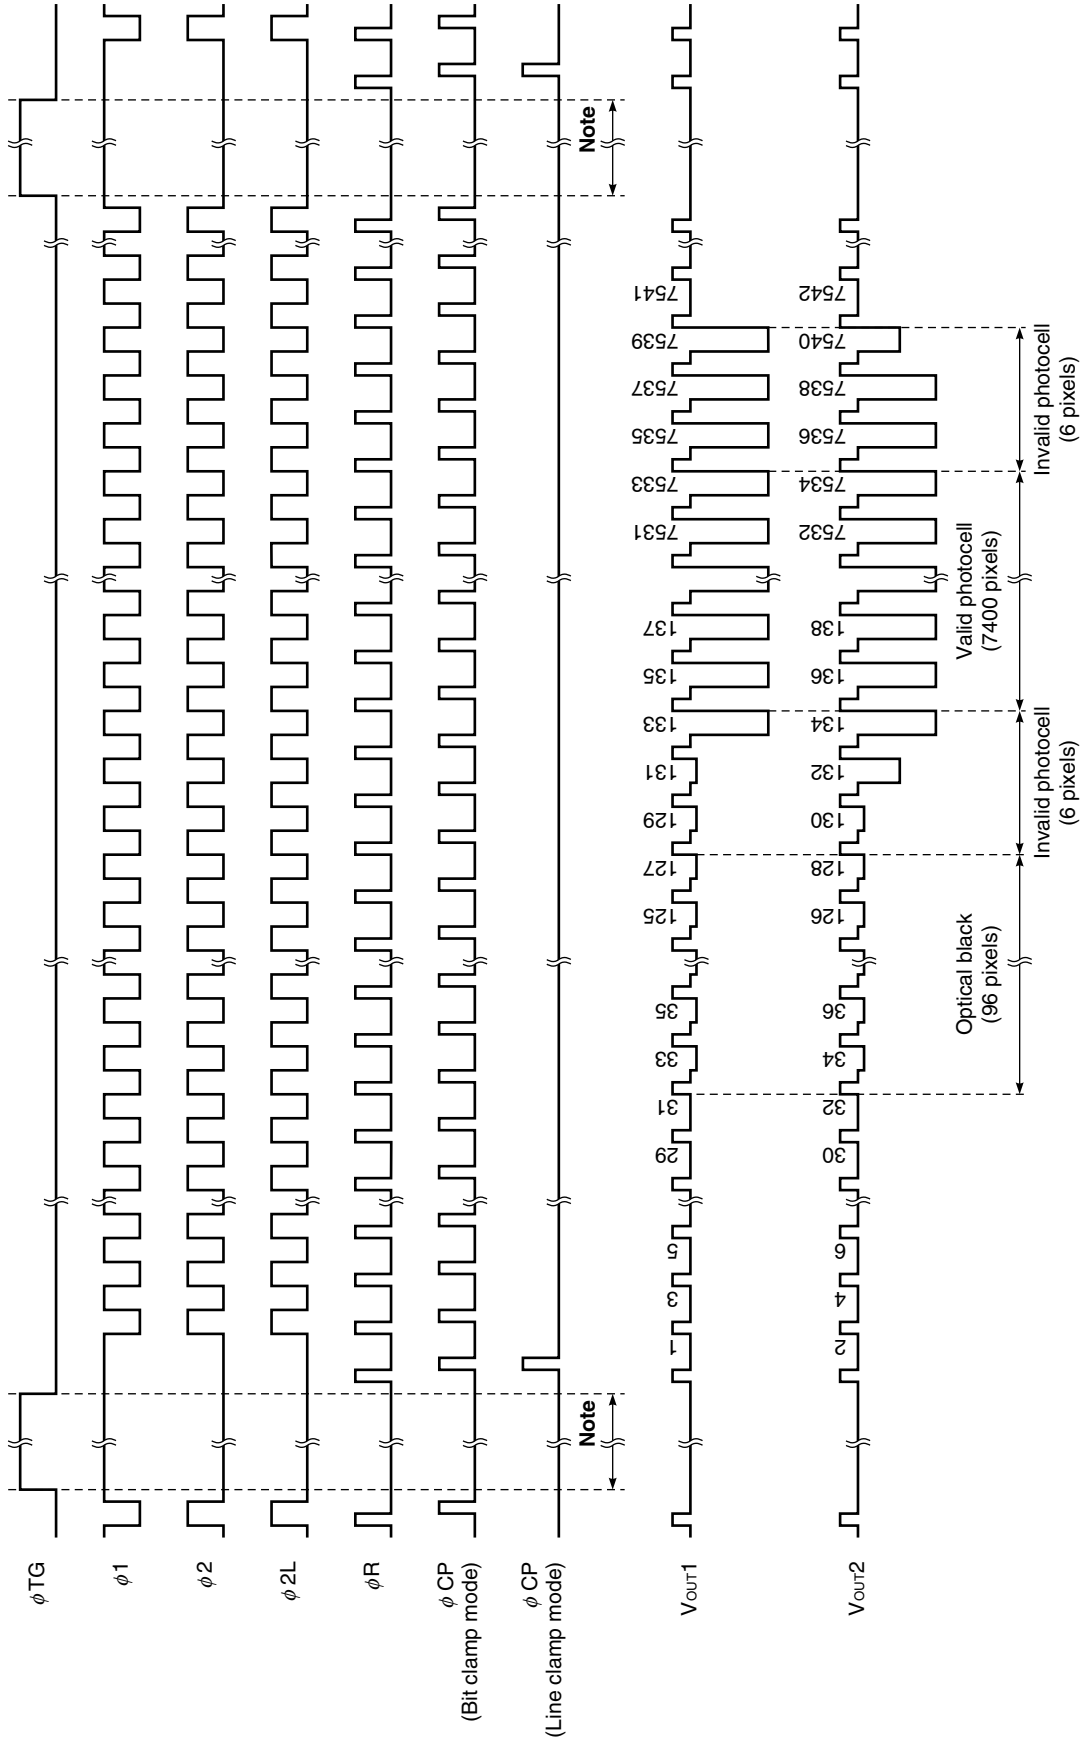 φTG
φ1
φ2
φ2L
φR
φCP
(Bit clamp mode)
φCP
(Line clamp mode)
Note
Note
VOUT1
1
3
5
29
31
33
35
125
127
129
131
133
135
137
7531
7533
7535
7537
7539
7541
VOUT2
2
4
6
30
32
34
36
126
128
130
132
134
136
138
7532
7534
7536
7538
7540
7542
Optical black
(96 pixels)
Invalid photocell
(6 pixels)
Valid photocell
(7400 pixels)
Invalid photocell
(6 pixels)